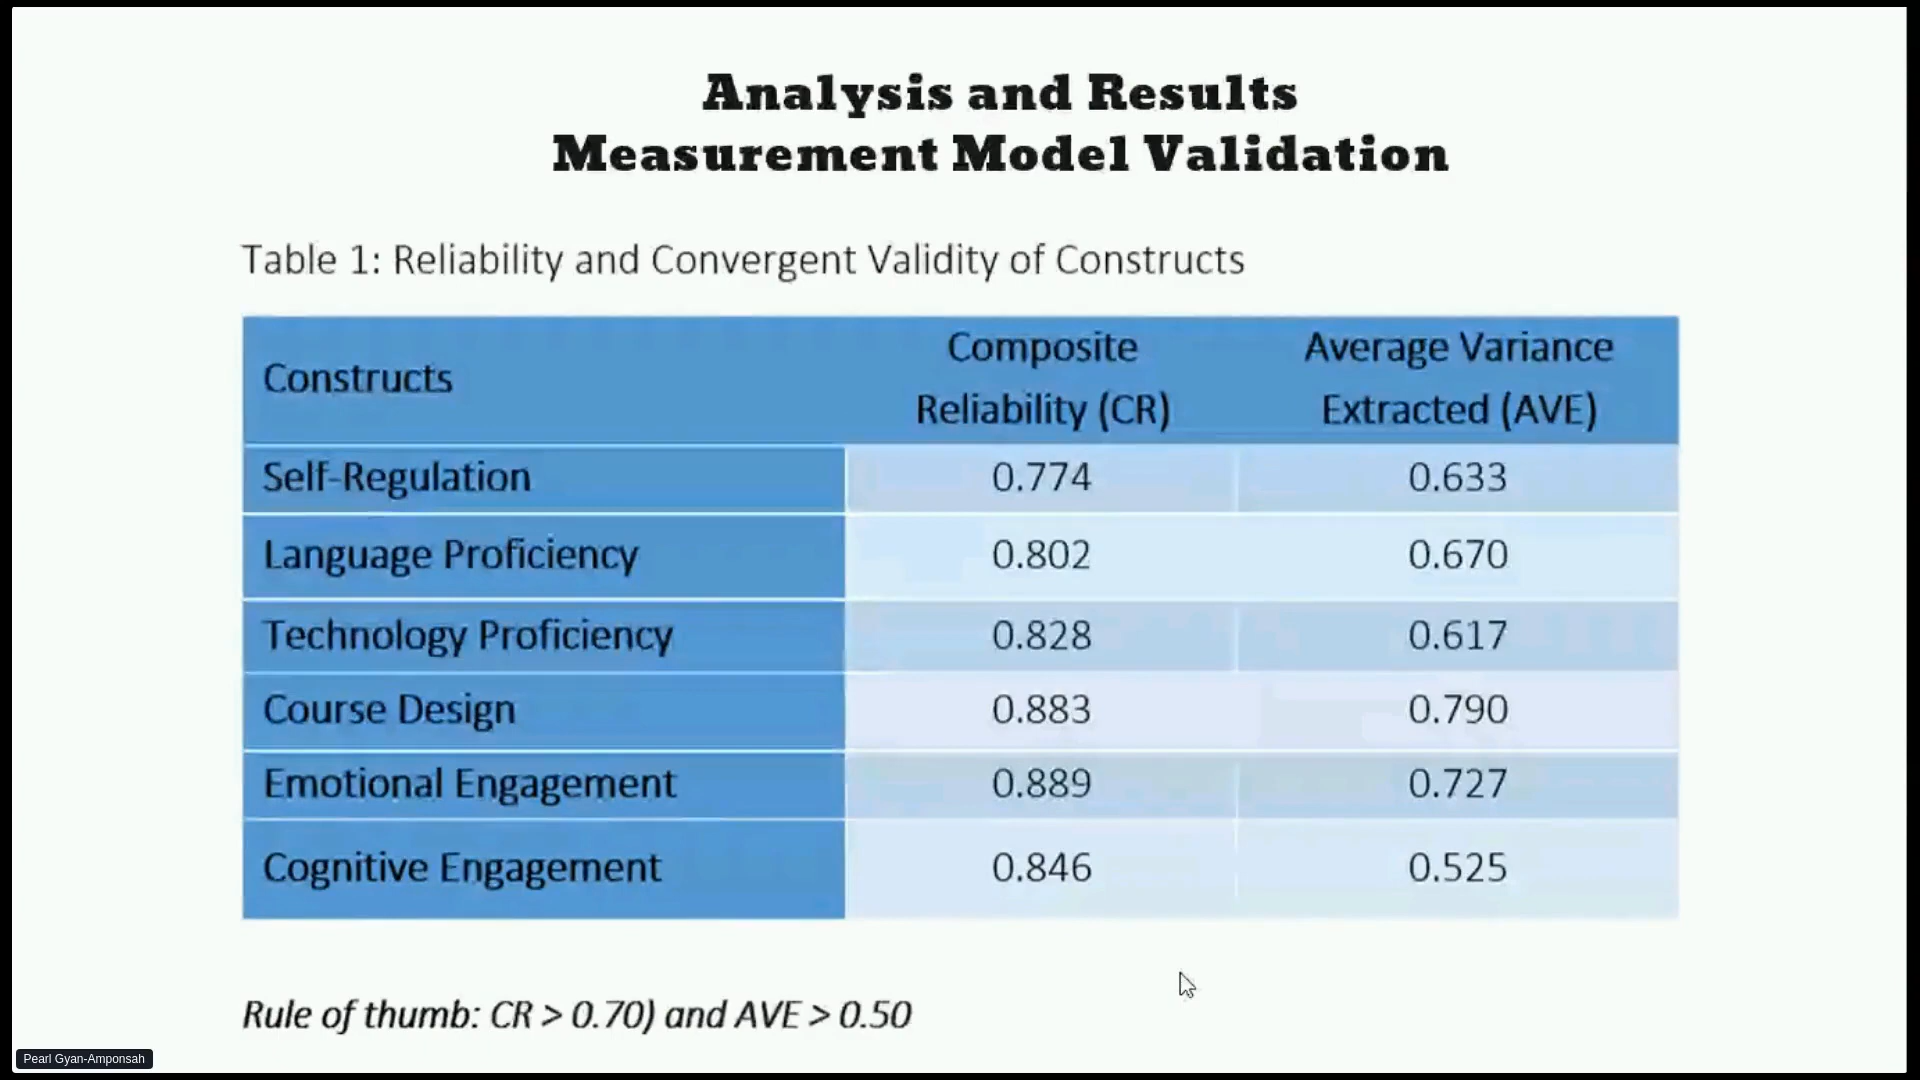 Analysis and Results
Measurement Model Validation
Table 1: Reliability and Convergent Validity of Constructs
Constructs Composite Reliability (CR) Average Variance Extracted (AVE)
Self-Regulation 0.774 0.633
Language Proficiency 0.802 0.670
Technology Proficiency 0.828 0.617
Course Design 0.883 0.790
Emotional Engagement 0.889 0.727
Cognitive Engagement 0.846 0.525
Rule of thumb: CR > 0.70) and AVE > 0.50
Pearl Gyan-Amponsah